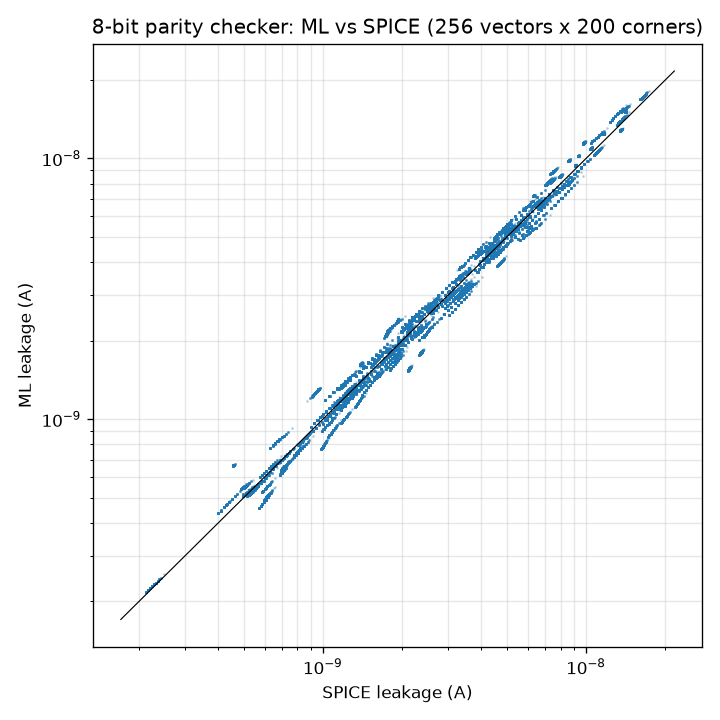 8-bit parity checker: ML vs SPICE (256 vectors x 200 corners)
ML leakage (A)
10⁻⁸
10⁻⁹
10⁻⁹ 10⁻⁸
SPICE leakage (A)